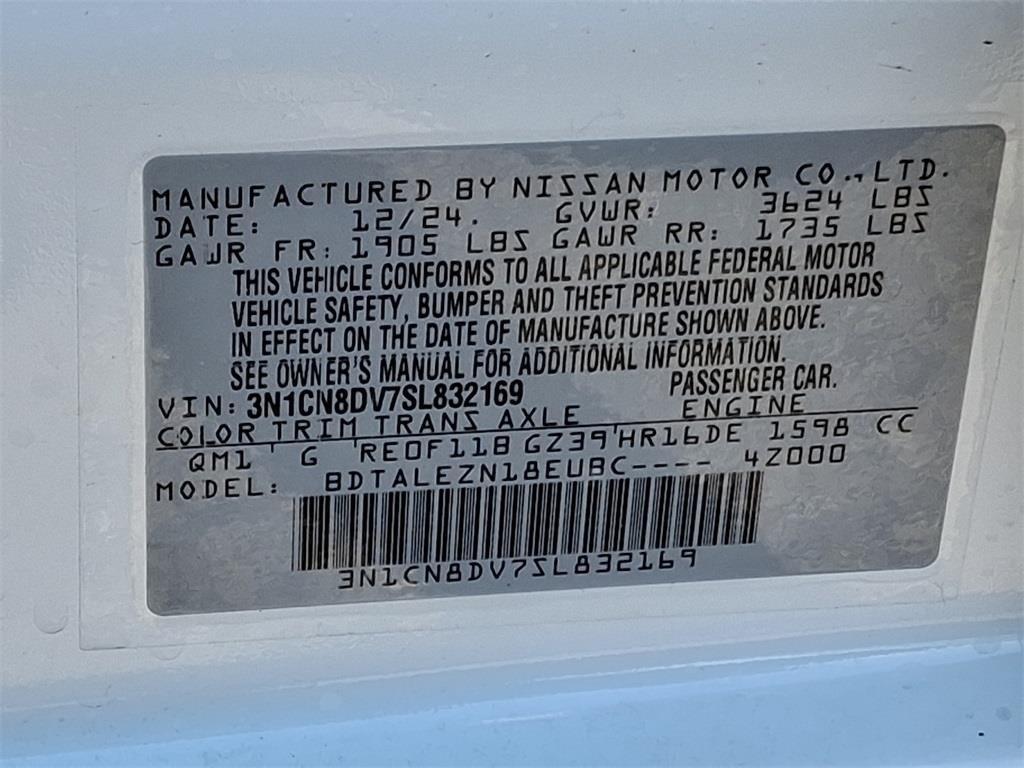 MANUFACTURED BY NISSAN MOTOR CO., LTD.
DATE: 12/24. GVWR: 3624 LBS
GAWR FR: 1905 LBS GAWR RR: 1735 LBS
THIS VEHICLE CONFORMS TO ALL APPLICABLE FEDERAL MOTOR
VEHICLE SAFETY, BUMPER AND THEFT PREVENTION STANDARDS
IN EFFECT ON THE DATE OF MANUFACTURE SHOWN ABOVE.
SEE OWNER'S MANUAL FOR ADDITIONAL INFORMATION.
VIN: 3N1CN8DV7SL832169 PASSENGER CAR.
COLOR TRIM TRANS AXLE ENGINE
QM1 ' G 'RE0F11B GZ39'HR16DE 1598 CC
MODEL: BDTALEZN18EUBC---- 4Z000
3N1CN8DV7SL832169